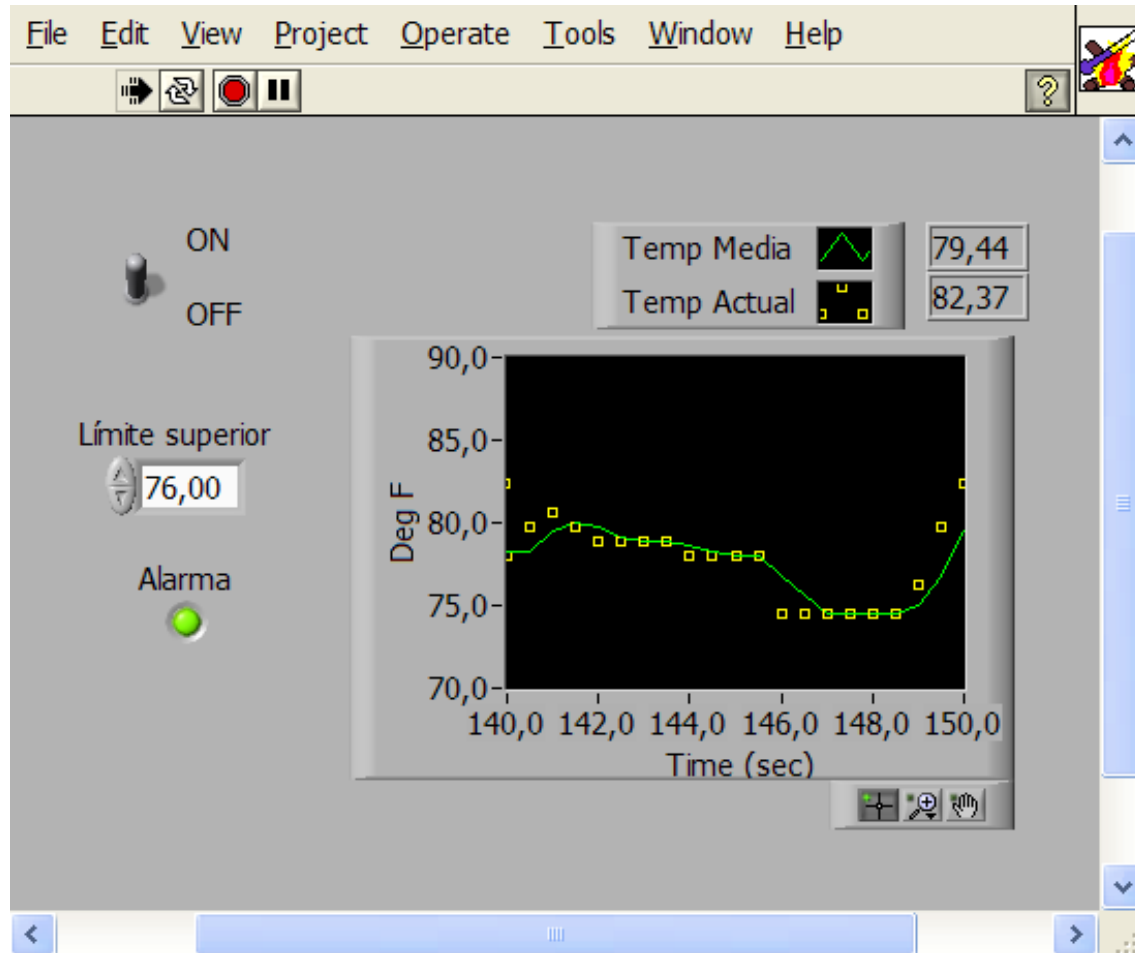 File Edit View Project Operate Tools Window Help
ON
OFF
Temp Media 79,44
Temp Actual 82,37
Límite superior
76,00
Alarma
90,0
85,0
80,0
75,0
70,0
Deg F
140,0 142,0 144,0 146,0 148,0 150,0
Time (sec)